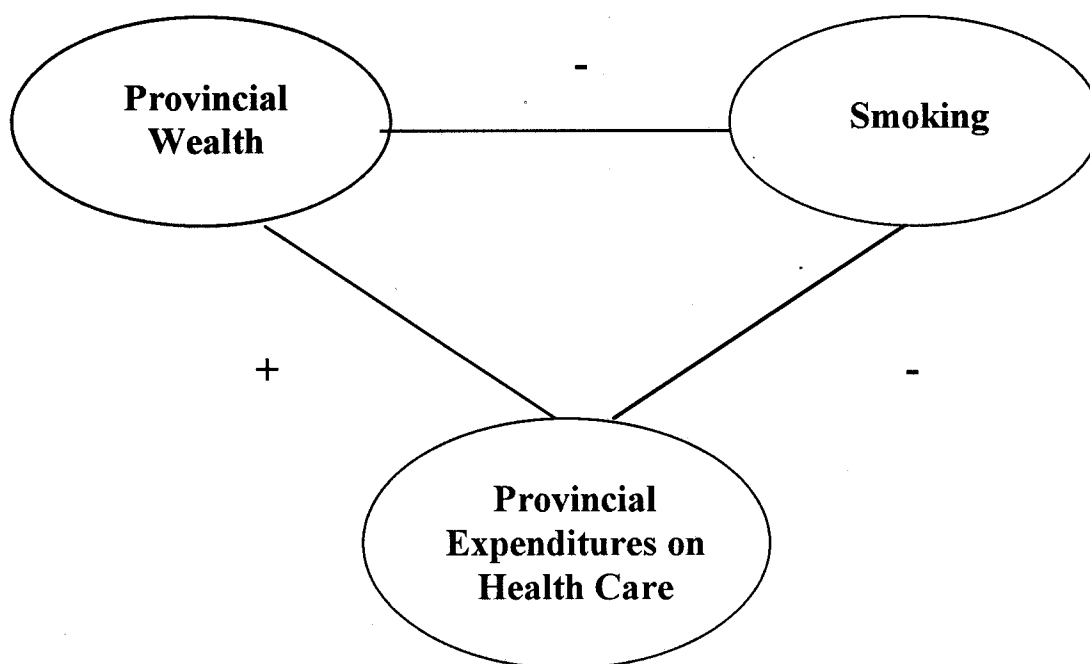 -
Provincial
Wealth
Smoking
+
-
Provincial
Expenditures on
Health Care